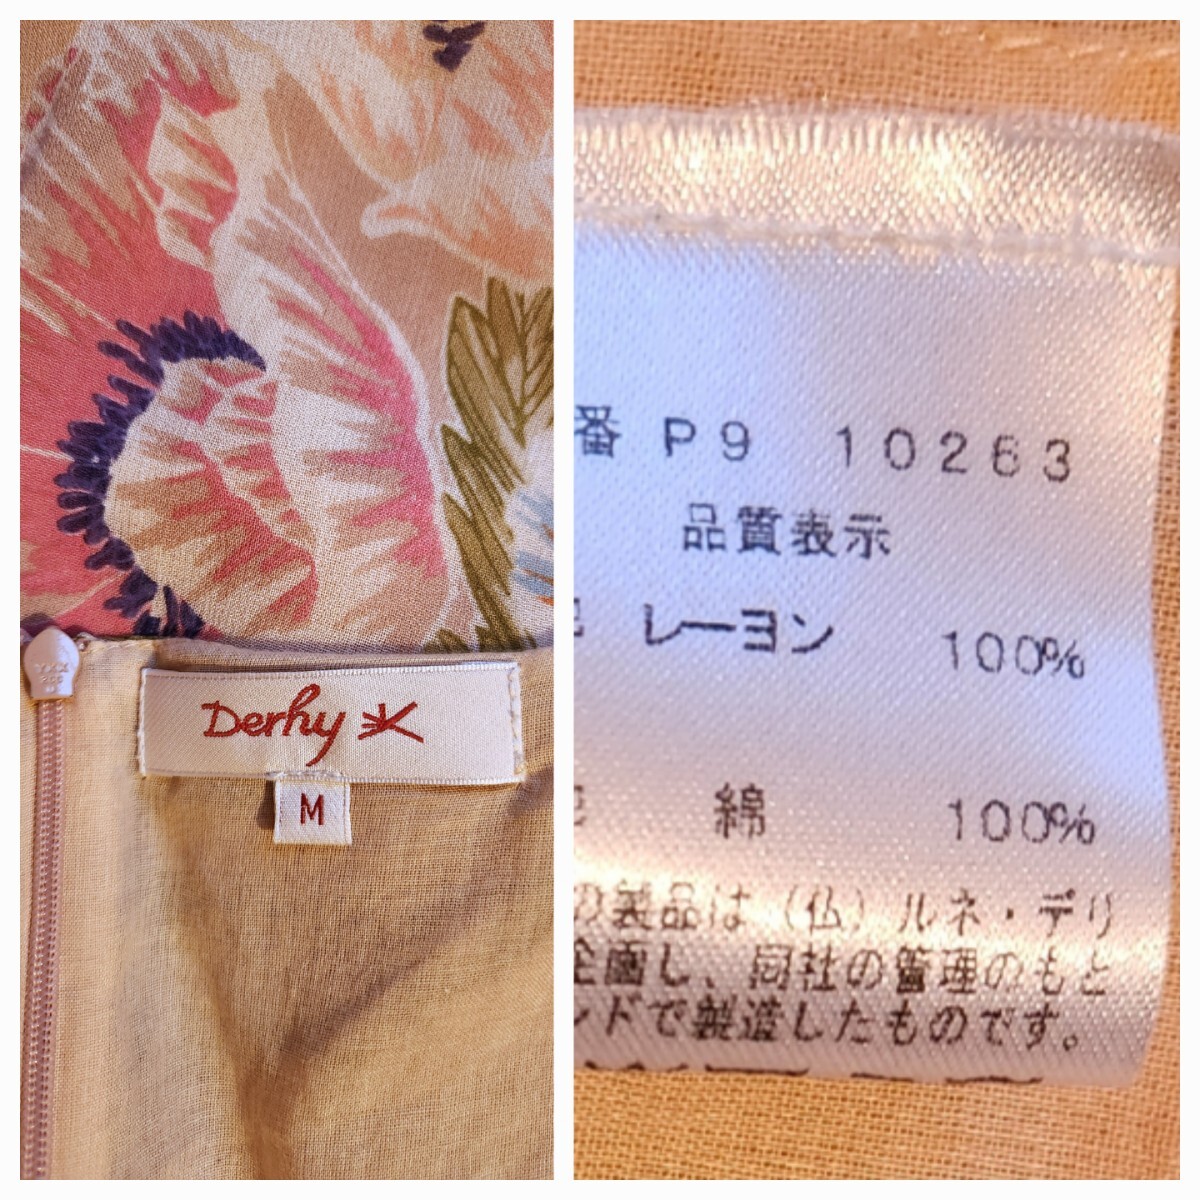 YKK
Derhy
M
番 P9 10263
品質表示
レーヨン 100%
綿 100%
の製品は(仏)ルネ・デリ
企画し、同社の管理のもと
ンドで製造したものです。